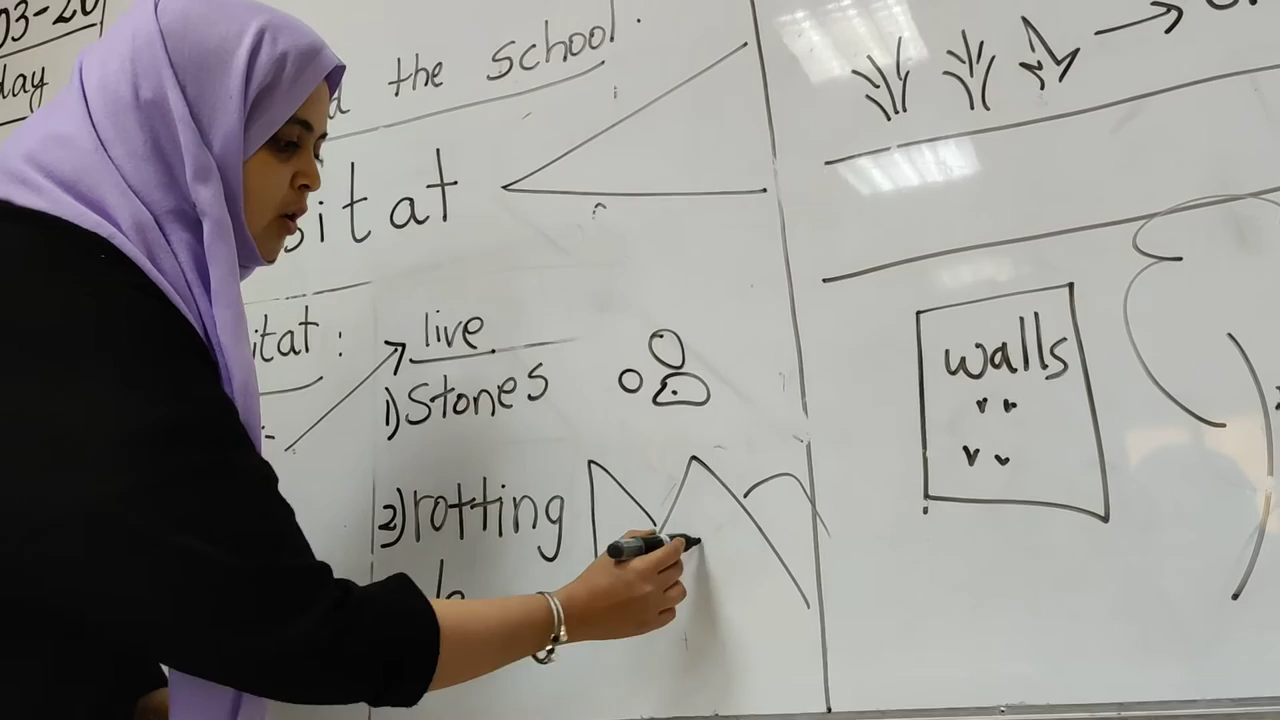 03-20
day
the school.
itat
itat:
live
1) Stones
2) rotting
walls